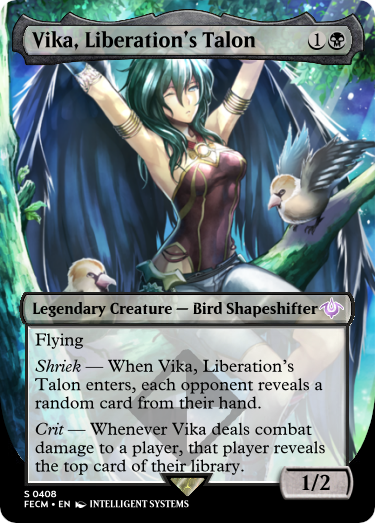 Vika, Liberation's Talon 1
Legendary Creature — Bird Shapeshifter
Flying
Shriek — When Vika, Liberation's
Talon enters, each opponent reveals a
random card from their hand.
Crit — Whenever Vika deals combat
damage to a player, that player reveals
the top card of their library.
1/2
S 0408
FECM • EN INTELLIGENT SYSTEMS